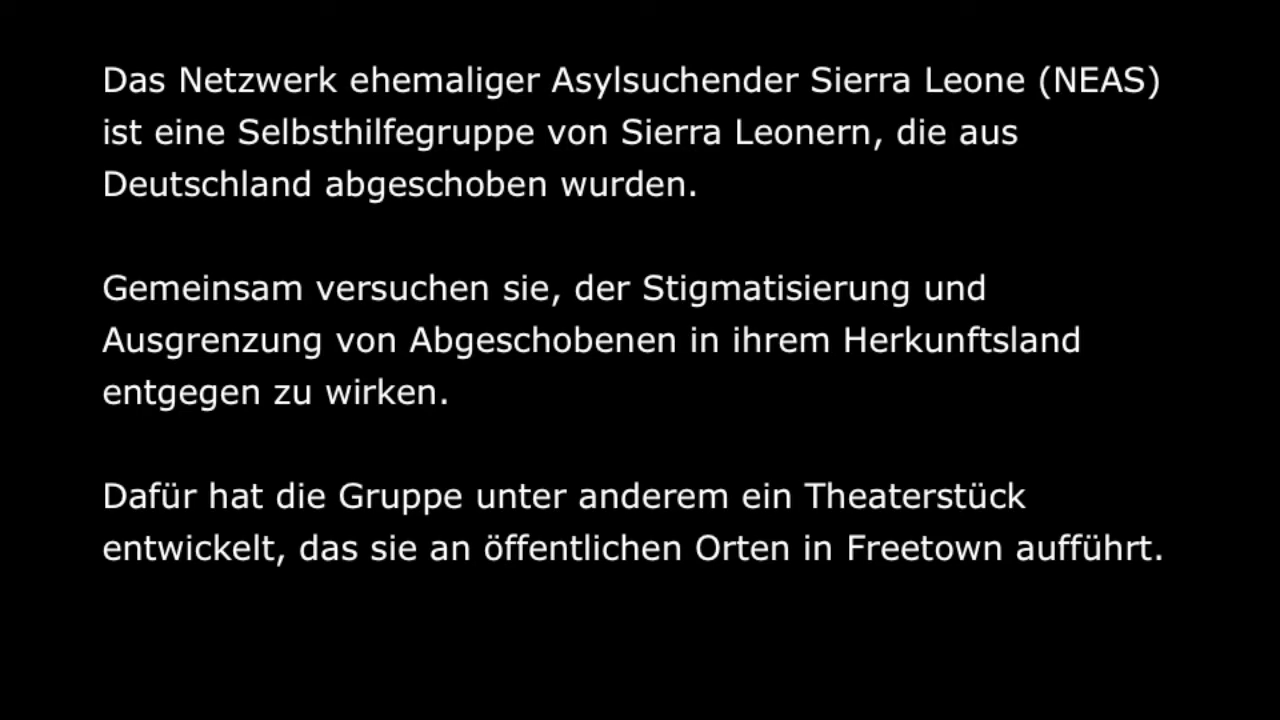 Das Netzwerk ehemaliger Asylsuchender Sierra Leone (NEAS)
ist eine Selbsthilfegruppe von Sierra Leonern, die aus
Deutschland abgeschoben wurden.
Gemeinsam versuchen sie, der Stigmatisierung und
Ausgrenzung von Abgeschobenen in ihrem Herkunftsland
entgegen zu wirken.
Dafür hat die Gruppe unter anderem ein Theaterstück
entwickelt, das sie an öffentlichen Orten in Freetown aufführt.